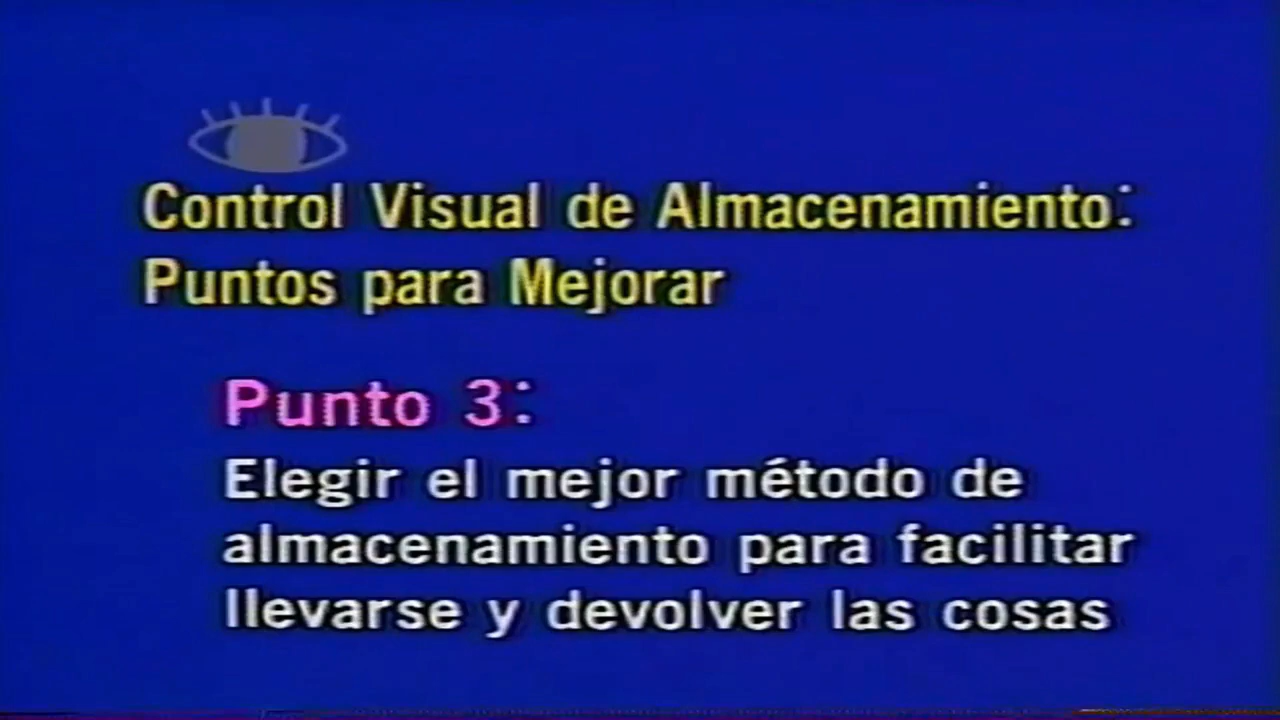 Control Visual de Almacenamiento:
Puntos para Mejorar
Punto 3:
Elegir el mejor método de
almacenamiento para facilitar
llevarse y devolver las cosas